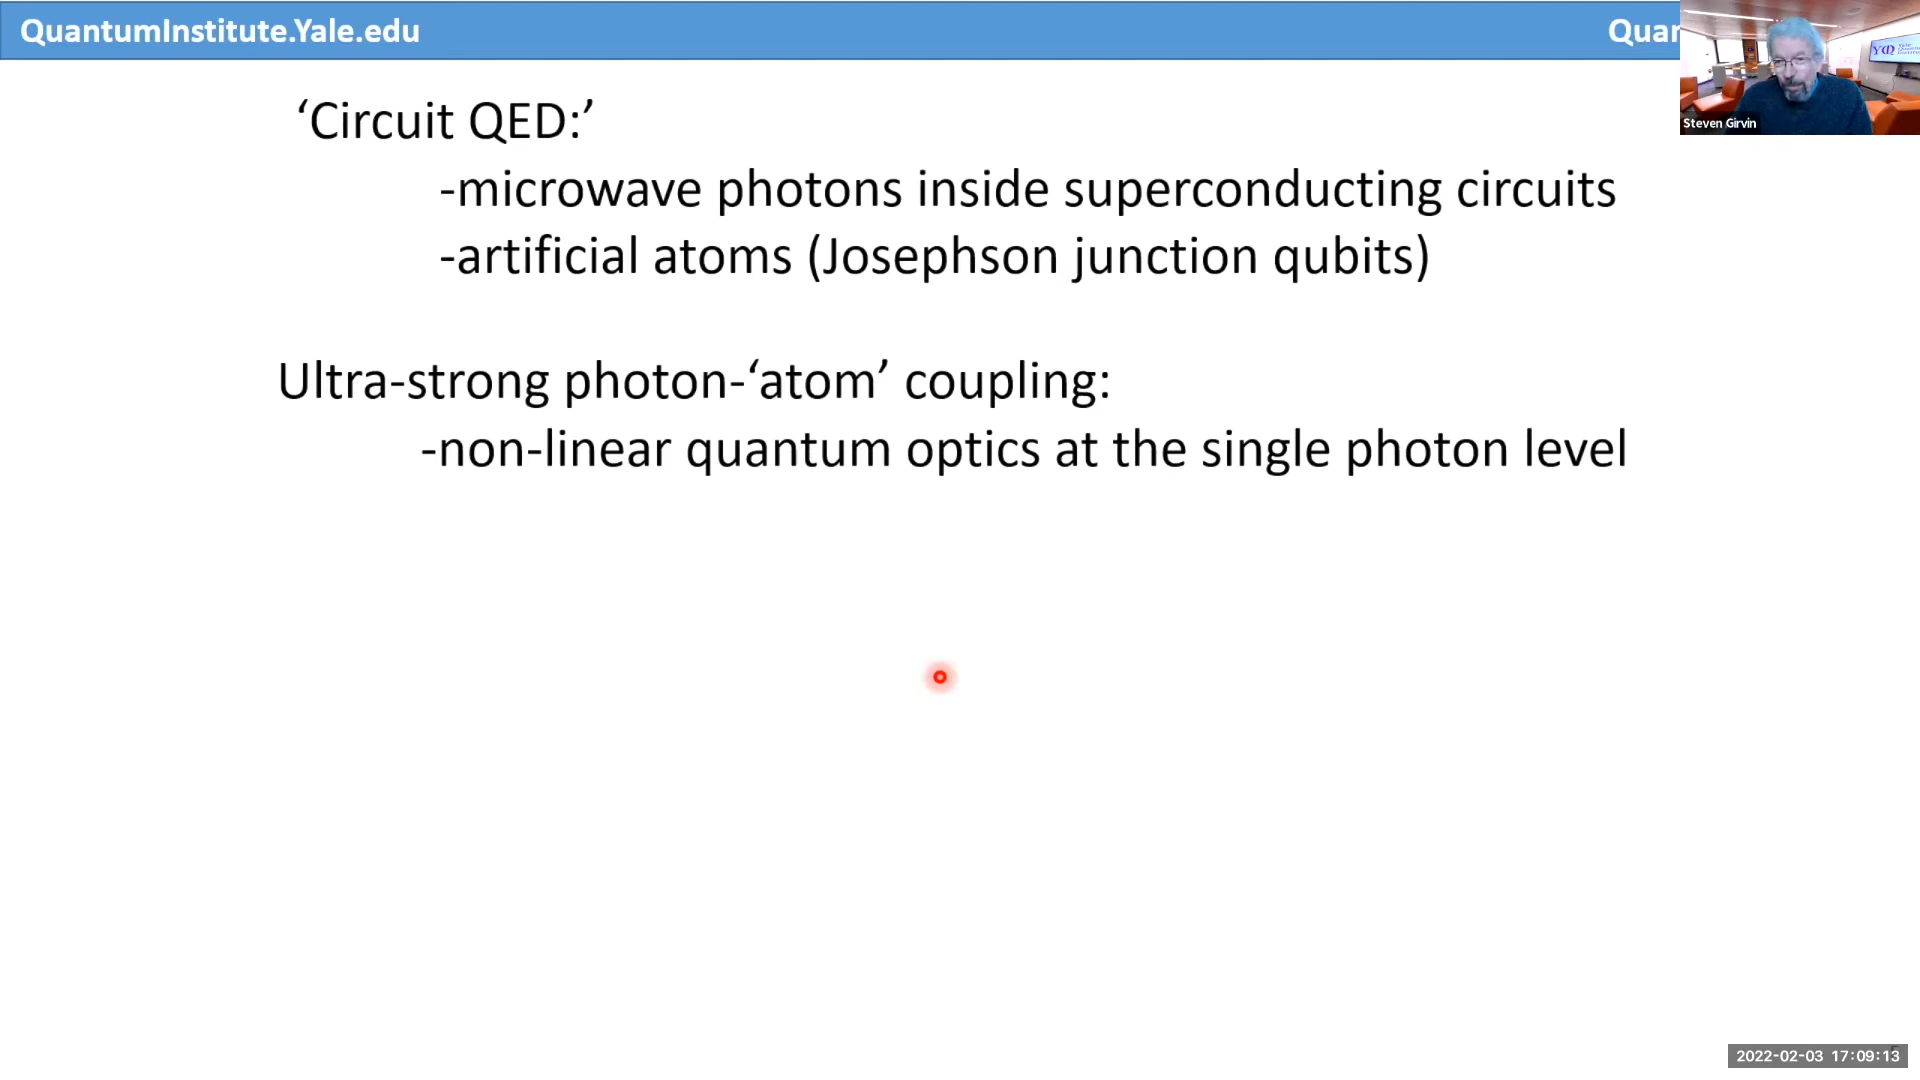 QuantumInstitute.Yale.edu
Quan
Steven Girvin
‘Circuit QED:’
-microwave photons inside superconducting circuits
-artificial atoms (Josephson junction qubits)
Ultra-strong photon-‘atom’ coupling:
-non-linear quantum optics at the single photon level
2022-02-03 17:09:13